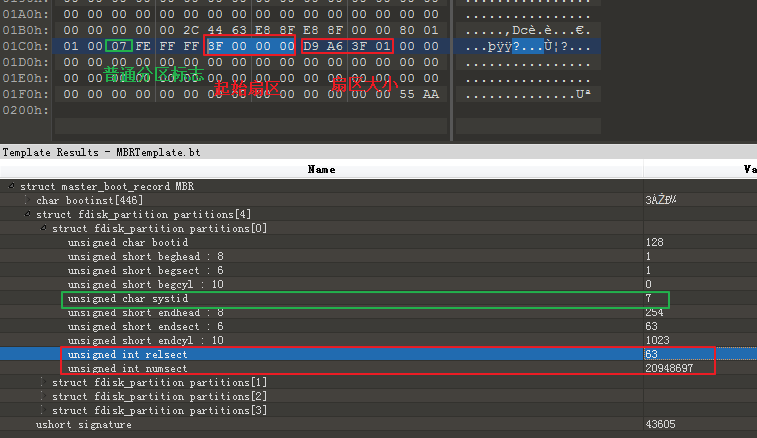 01A0h: 00 00 00 00 00 00 00 00 00 00 00 00 00 00 00 00 ................
01B0h: 00 00 00 00 00 2C 44 63 E8 8F E8 8F 00 00 80 01 .....,Dcè.è...€.
01C0h: 01 00 07 FE FF FF 3F 00 00 00 D9 A6 3F 01 00 00 ...þÿÿ?...Ù¦?...
01D0h: 00 00 00 00 00 00 00 00 00 00 00 00 00 00 00 00 ................
01E0h: 00 00 00 00 00 00 00 00 00 00 00 00 00 00 00 00 ................
普通分区标志 起始扇区 扇区大小
01F0h: 00 00 00 00 00 00 00 00 00 00 00 00 00 00 55 AA ..............Uª
0200h:
Template Results - MBRTemplate.bt
Name Va
struct master_boot_record MBR
char bootinst[446]
struct fdisk_partition partitions[4]
struct fdisk_partition partitions[0]
unsigned char bootid 128
unsigned short beghead : 8 1
unsigned short begsect : 6 1
unsigned short begcyl : 10 0
unsigned char systid 7
unsigned short endhead : 8 254
unsigned short endsect : 6 63
unsigned short endcyl : 10 1023
unsigned int relsect 63
unsigned int numsect 20948697
struct fdisk_partition partitions[1]
struct fdisk_partition partitions[2]
struct fdisk_partition partitions[3]
ushort signature 43605